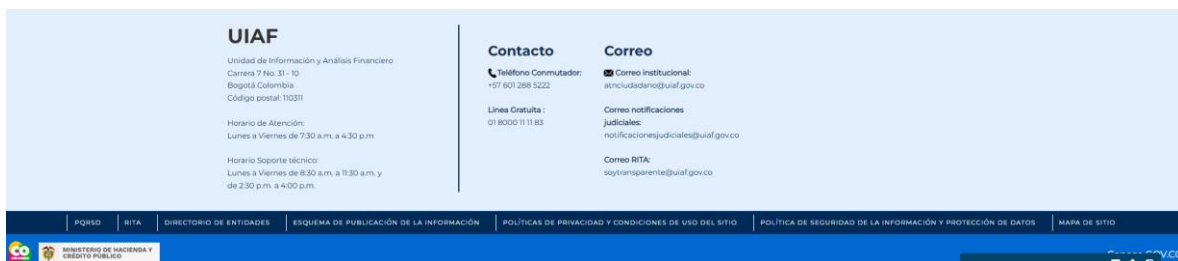 UIAF
Unidad de Información y Análisis Financiero
Carrera 7 No. 31 - 10
Bogotá Colombia
Código postal: 110311
Horario de Atención:
Lunes a Viernes de 7:30 a.m. a 4:30 p.m
Horario Soporte técnico:
Lunes a Viernes de 8:30 a.m. a 11:30 a.m. y
de 2:30 p.m. a 4:00 p.m.
Contacto
Teléfono Conmutador:
+57 601 288 5222
Linea Gratuita :
01 8000 11 11 83
Correo
Correo institucional:
atnciudadano@uiaf.gov.co
Correo notificaciones
judiciales:
notificacionesjudiciales@uiaf.gov.co
Correo RITA:
soytransparente@uiaf.gov.co
PQRSD
RITA
DIRECTORIO DE ENTIDADES
ESQUEMA DE PUBLICACIÓN DE LA INFORMACIÓN
POLÍTICAS DE PRIVACIDAD Y CONDICIONES DE USO DEL SITIO
POLÍTICA DE SEGURIDAD DE LA INFORMACIÓN Y PROTECCIÓN DE DATOS
MAPA DE SITIO
CO
MINISTERIO DE HACIENDA Y
CRÉDITO PÚBLICO